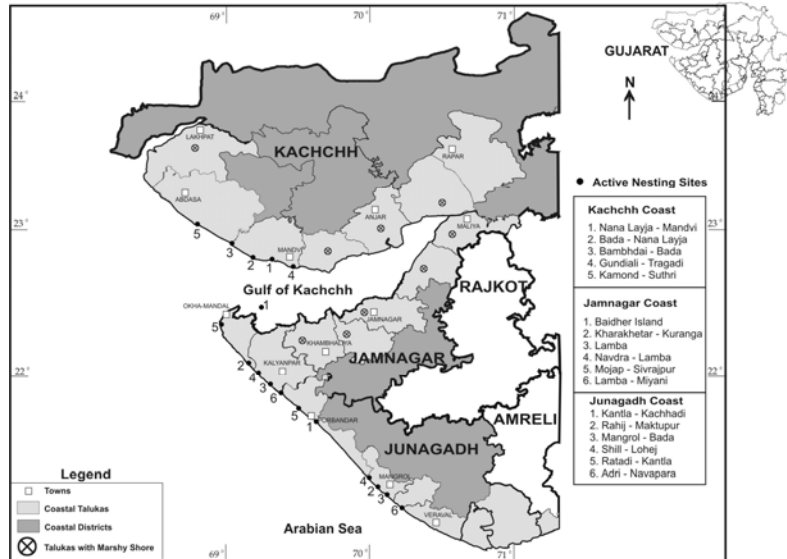 69
70
71
GUJARAT
N
24
24
LAKHPAT
KACHCHH
RAPAR
ABDASA
ANJAR
Active Nesting Sites
23
23
MALIYA
MANDVI
5
3
2
1
4
Kachchh Coast
1. Nana Layja - Mandvi
2. Bada - Nana Layja
3. Bambhdai - Bada
4. Gundiali - Tragadi
5. Kamond - Suthri
Gulf of Kachchh
RAJKOT
OKHA-MANDAL
1
JAMNAGAR
5
KHAMBHALIYA
JAMNAGAR
KALYANPAR
2
4
3
6
5
1
22
22
Jamnagar Coast
1. Baidher Island
2. Kharakhetar - Kuranga
3. Lamba
4. Navdra - Lamba
5. Mojap - Sivrajpur
6. Lamba - Miyani
PORBANDAR
AMRELI
JUNAGADH
Junagadh Coast
1. Kantla - Kachhadi
2. Rahij - Maktupur
3. Mangrol - Bada
4. Shill - Lohej
5. Ratadi - Kantla
6. Adri - Navapara
4
2
3
6
MANGROL
VERAVAL
Legend
Towns
Coastal Talukas
Coastal Districts
Talukas with Marshy Shore
Arabian Sea
69
70
71